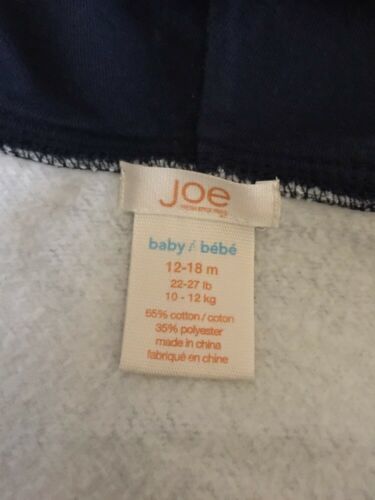 joe
baby / bébé
12-18 m
22-27 lb
10 - 12 kg
65% cotton / coton
35% polyester
made in china
fabriqué en chine